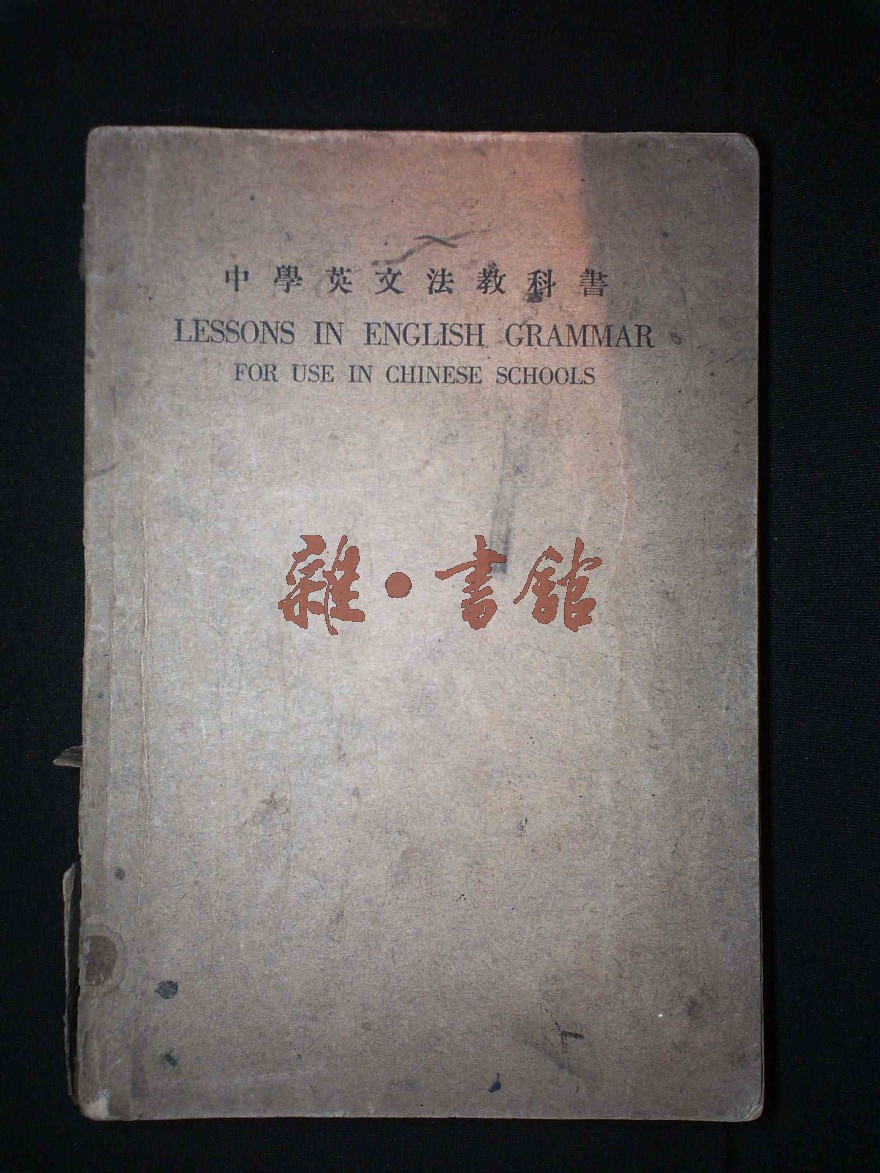 中學英文法教科書
LESSONS IN ENGLISH GRAMMAR
FOR USE IN CHINESE SCHOOLS
雜·書館